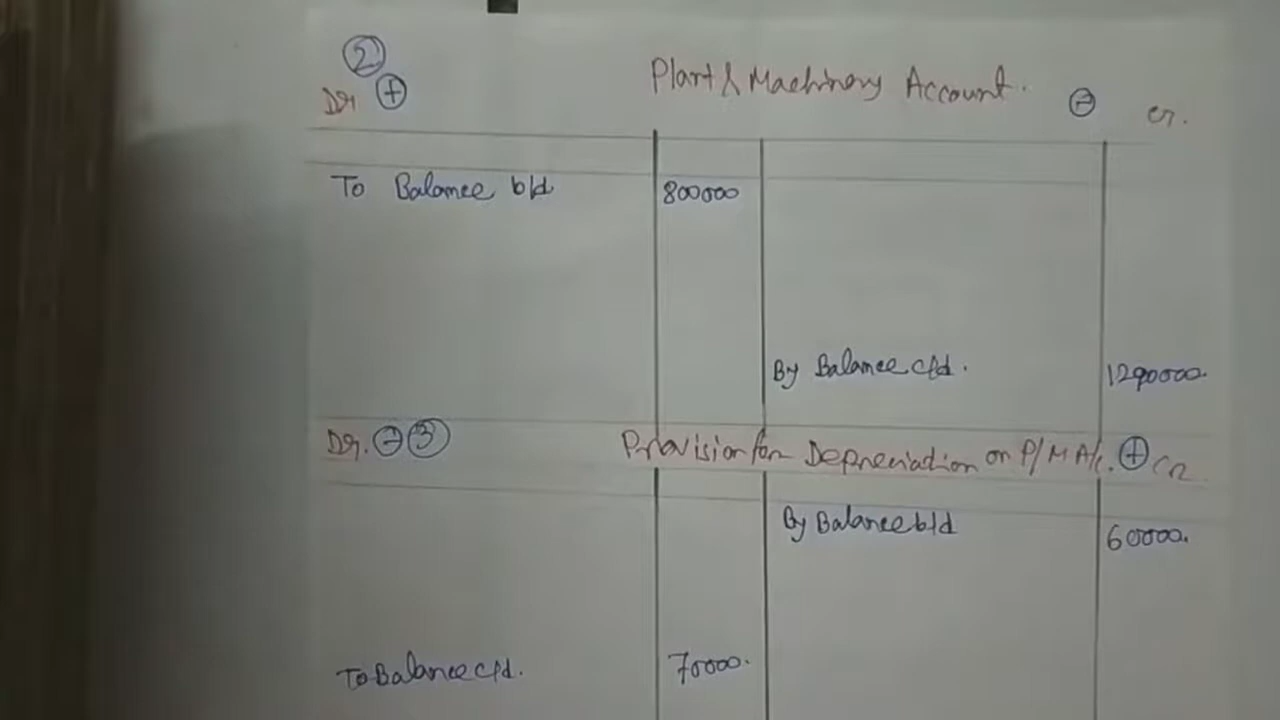 ②
Dr ⊕ Plant & Machinery Account. ⊖ cr.
To Balance b/d 800000
By Balance c/d. 1290000.
Dr. ⊖ ③ Provision for Depreciation on P/M A/c. ⊕ Cr
By Balance b/d 60000.
To Balance c/d. 70000.